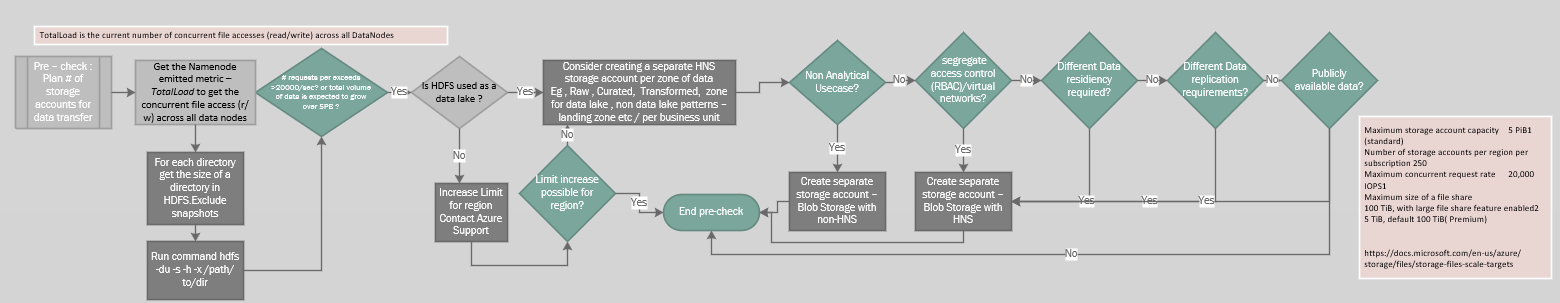 TotalLoad is the current number of concurrent file accesses (read/write) across all DataNodes
Pre – check :
Plan # of
storage
accounts for
data transfer
Get the Namenode
emitted metric –
TotalLoad to get the
concurrent file access (r/
w) across all data nodes
For each directory
get the size of a
directory in
HDFS.Exclude
snapshots
Run command hdfs
-du -s -h -x /path/
to/dir
# requests per exceeds
>20000/sec? or total volume
of data is expected to grow
over 5PB ?
Yes
Is HDFS used as a
data lake ?
Yes
No
Increase Limit
for region
Contact Azure
Support
Consider creating a separate HNS
storage account per zone of data
Eg , Raw , Curated, Transformed, zone
for data lake , non data lake patterns –
landing zone etc / per business unit
No
Limit increase
possible for
region?
Yes
End pre-check
Non Analytical
Usecase?
No
Yes
Create separate
storage account –
Blob Storage with
non-HNS
segregate
access control
(RBAC)/virtual
networks?
No
Yes
Create separate
storage account –
Blob Storage with
HNS
Different Data
residiency
required?
No
Yes
Different Data
replication
requirements?
No
Yes
Publicly
available data?
Yes
No
Maximum storage account capacity 5 PiB1
(standard)
Number of storage accounts per region per
subscription 250
Maximum concurrent request rate 20,000
IOPS1
Maximum size of a file share
100 TiB, with large file share feature enabled2
5 TiB, default 100 TiB( Premium)
https://docs.microsoft.com/en-us/azure/
storage/files/storage-files-scale-targets